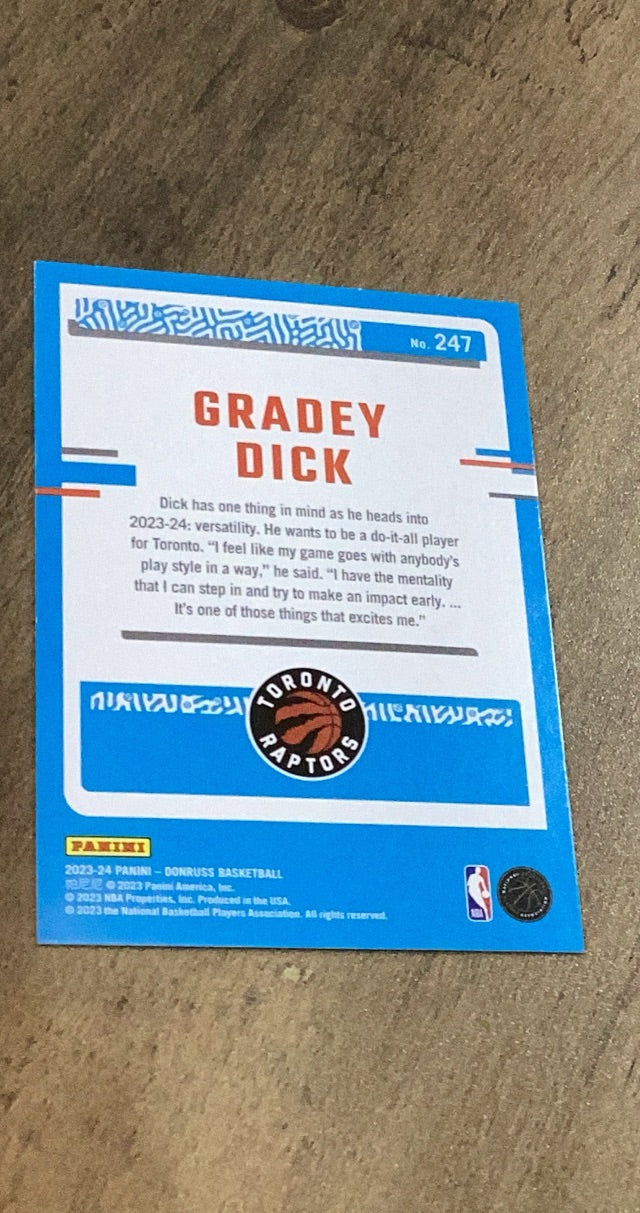 No. 247
GRADEY
DICK
Dick has one thing in mind as he heads into
2023-24: versatility. He wants to be a do-it-all player
for Toronto. “I feel like my game goes with anybody’s
play style in a way,” he said. “I have the mentality
that I can step in and try to make an impact early. ...
It’s one of those things that excites me.”
TORONTO
RAPTORS
PANINI
2023-24 PANINI – DONRUSS BASKETBALL
帕尼尼 © 2023 Panini America, Inc.
© 2023 NBA Properties, Inc. Produced in the USA.
© 2023 the National Basketball Players Association. All rights reserved.
NBA